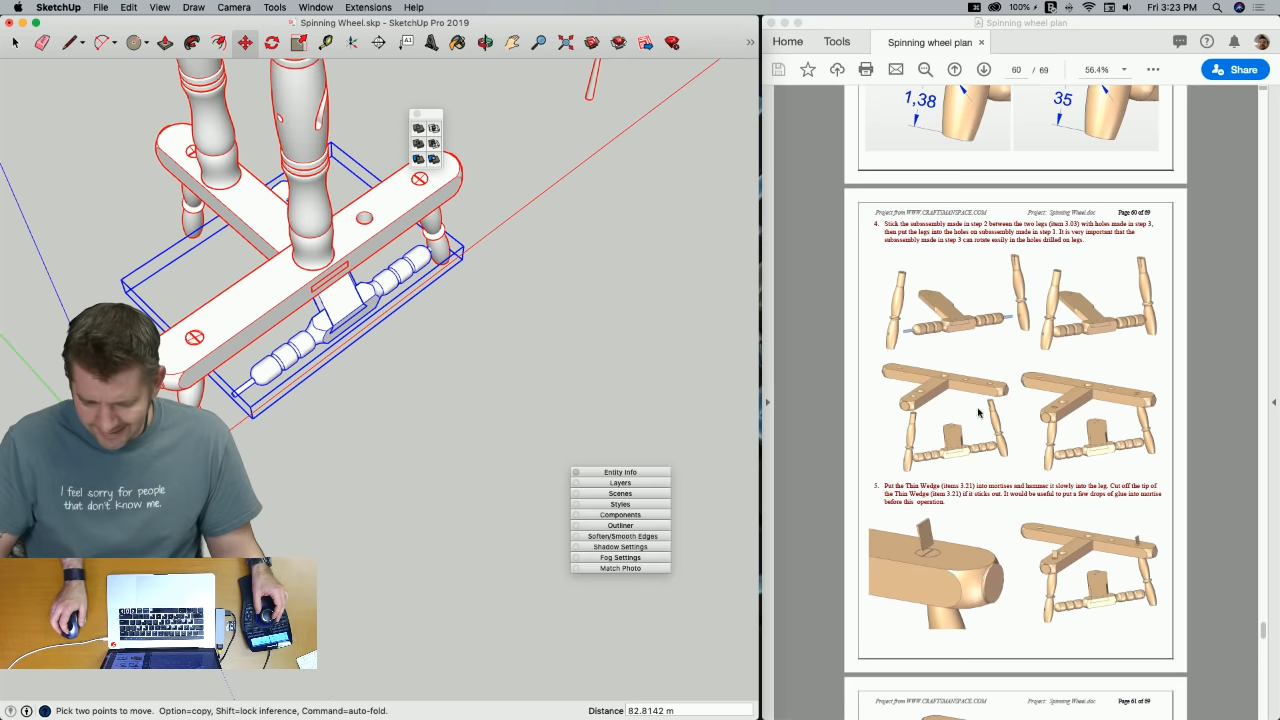 SketchUp File Edit View Draw Camera Tools Window Extensions Help
100% Fri 3:23 PM
Spinning Wheel.skp - SketchUp Pro 2019
Spinning wheel plan
Home Tools Spinning wheel plan ×
60 / 69 56.4% Share
1,38
35
Project from WWW.CRAFTSMANSPACE.COM Project: Spinning Wheel.doc Page 60 of 69
4. Stick the subassembly made in step 2 between the two legs (item 3.03) with holes made in step 3,
then put the legs into the holes on subassembly made in step 1. It is very important that the
subassembly made in step 3 can rotate easily in the holes drilled on legs.
5. Put the Thin Wedge (items 3.21) into mortises and hammer it slowly into the leg. Cut off the tip of
the Thin Wedge (item 3.21) if it sticks out. It would be useful to put a few drops of glue into mortise
before this operation.
Project from WWW.CRAFTSMANSPACE.COM Project: Spinning Wheel.doc Page 61 of 69
Entity Info
Layers
Scenes
Styles
Components
Outliner
Soften/Smooth Edges
Shadow Settings
Fog Settings
Match Photo
I feel sorry for people
that don't know me.
Pick two points to move. Option=copy, Shift=lock inference, Command=auto-fold.
Distance 82.8142 m